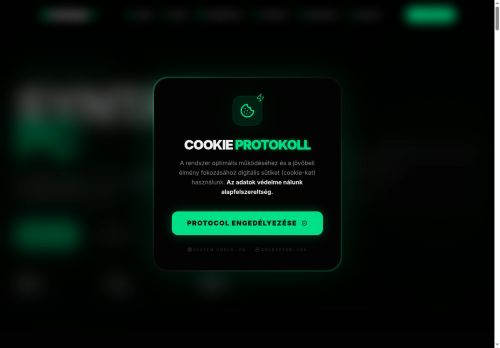 COOKIE PROTOKOLL
A rendszer optimális működéséhez és a jövőbeli
élmény fokozásához digitális sütiket (cookie-kat)
használunk. Az adatok védelme nálunk
alapfelszereltség.
PROTOCOL ENGEDÉLYEZÉSE